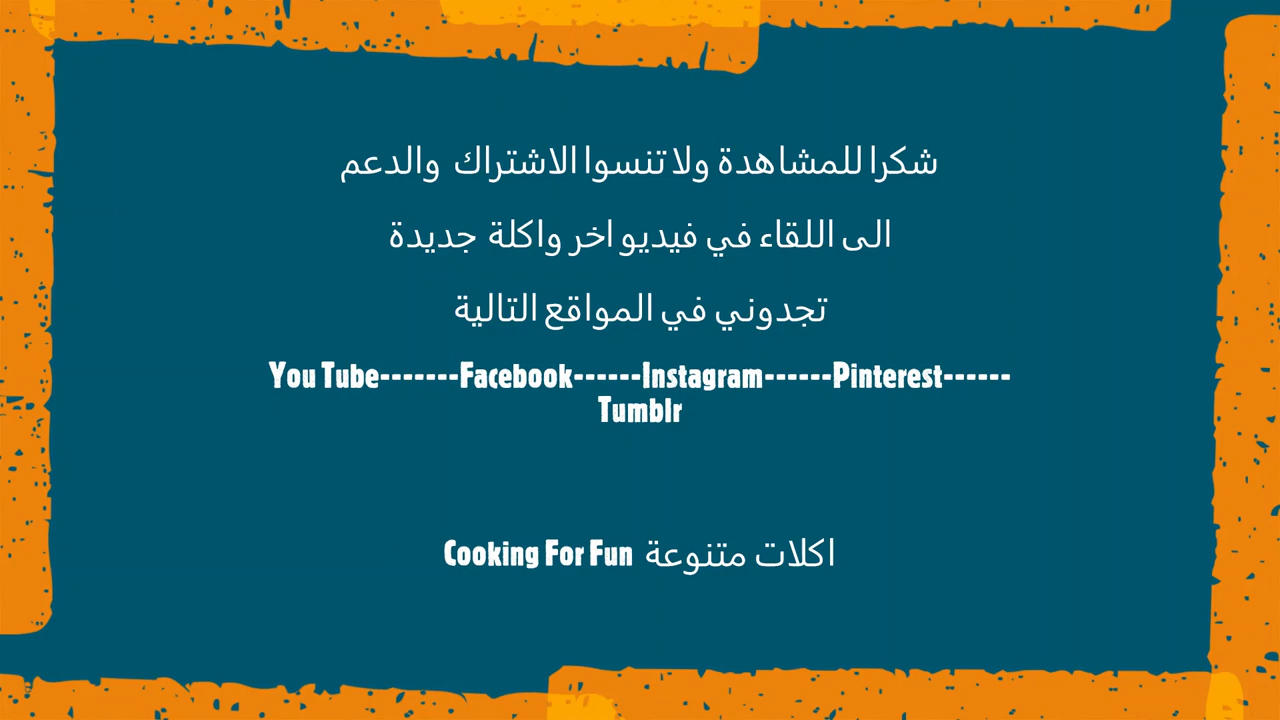 شكرا للمشاهدة ولا تنسوا الاشتراك والدعم
الى اللقاء في فيديو اخر واكلة جديدة
تجدوني في المواقع التالية
You Tube-------Facebook------Instagram------Pinterest------
Tumblr
اكلات متنوعة Cooking For Fun